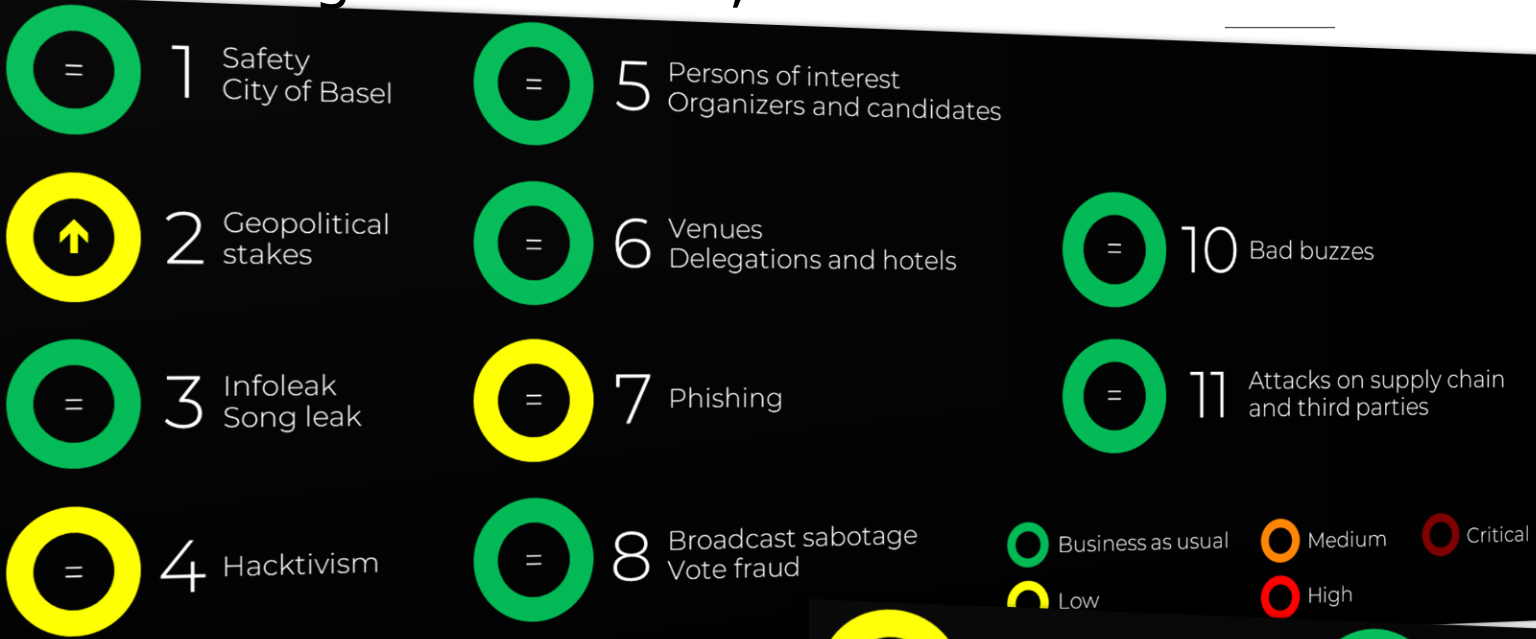 =
1
Safety
City of Basel
2
Geopolitical
stakes
=
3
Infoleak
Song leak
=
4
Hacktivism
=
5
Persons of interest
Organizers and candidates
=
6
Venues
Delegations and hotels
=
7
Phishing
=
8
Broadcast sabotage
Vote fraud
=
10
Bad buzzes
=
11
Attacks on supply chain
and third parties
Business as usual
Low
Medium
High
Critical